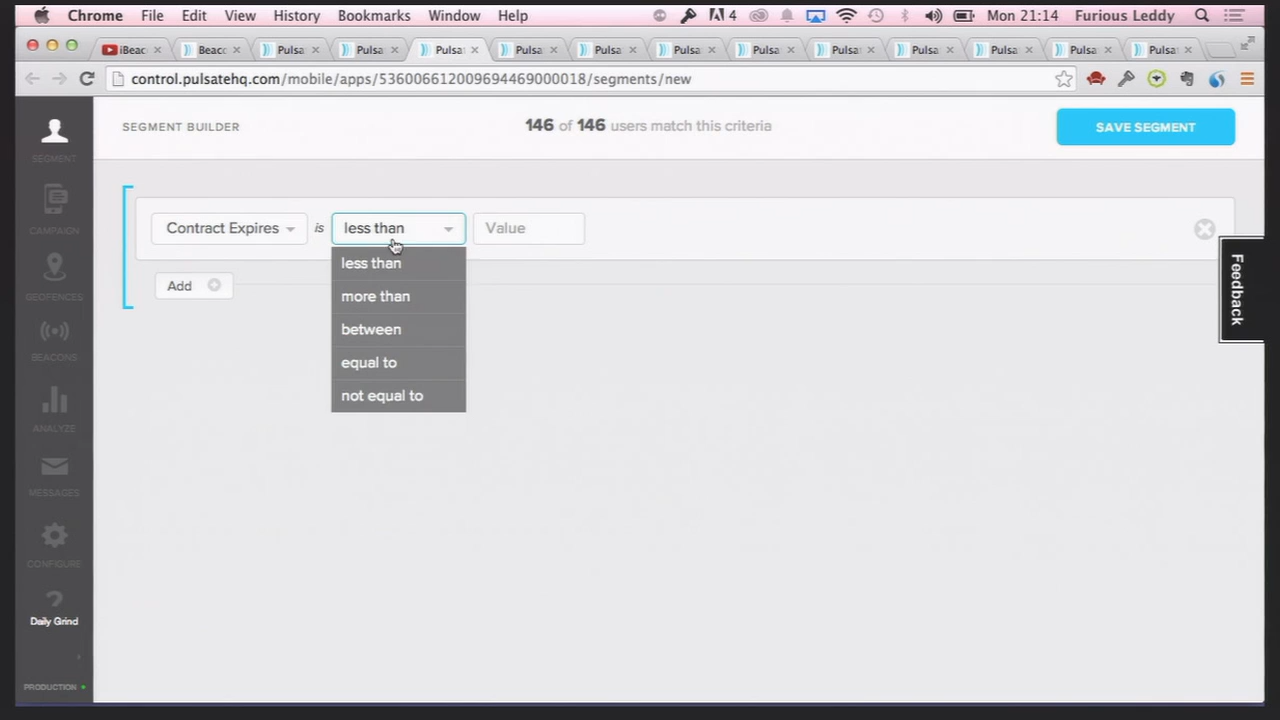 Chrome File Edit View History Bookmarks Window Help 4 Mon 21:14 Furious Leddy
iBeac Beac Pulsa Pulsa Pulsa Pulsa Pulsa Pulsa Pulsa Pulsa Pulsa Pulsa Pulsa Pulsa
control.pulsatehq.com/mobile/apps/536006612009694469000018/segments/new
SEGMENT BUILDER 146 of 146 users match this criteria SAVE SEGMENT
SEGMENT
CAMPAIGN
GEOFENCES
BEACONS
ANALYZE
MESSAGES
CONFIGURE
?
Daily Grind
PRODUCTION
Contract Expires is less than Value
less than
more than
between
equal to
not equal to
Add
Feedback